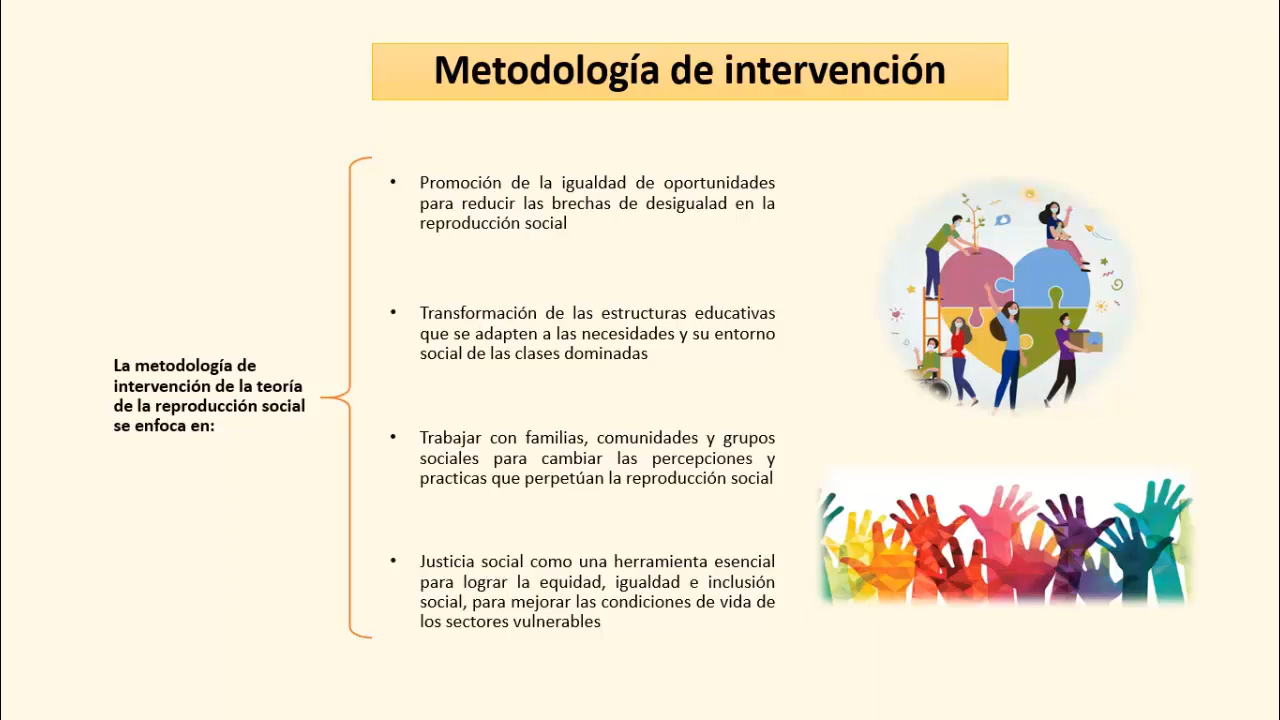 Metodología de intervención
La metodología de
intervención de la teoría
de la reproducción social
se enfoca en:
• Promoción de la igualdad de oportunidades
para reducir las brechas de desigualad en la
reproducción social
• Transformación de las estructuras educativas
que se adapten a las necesidades y su entorno
social de las clases dominadas
• Trabajar con familias, comunidades y grupos
sociales para cambiar las percepciones y
practicas que perpetúan la reproducción social
• Justicia social como una herramienta esencial
para lograr la equidad, igualdad e inclusión
social, para mejorar las condiciones de vida de
los sectores vulnerables